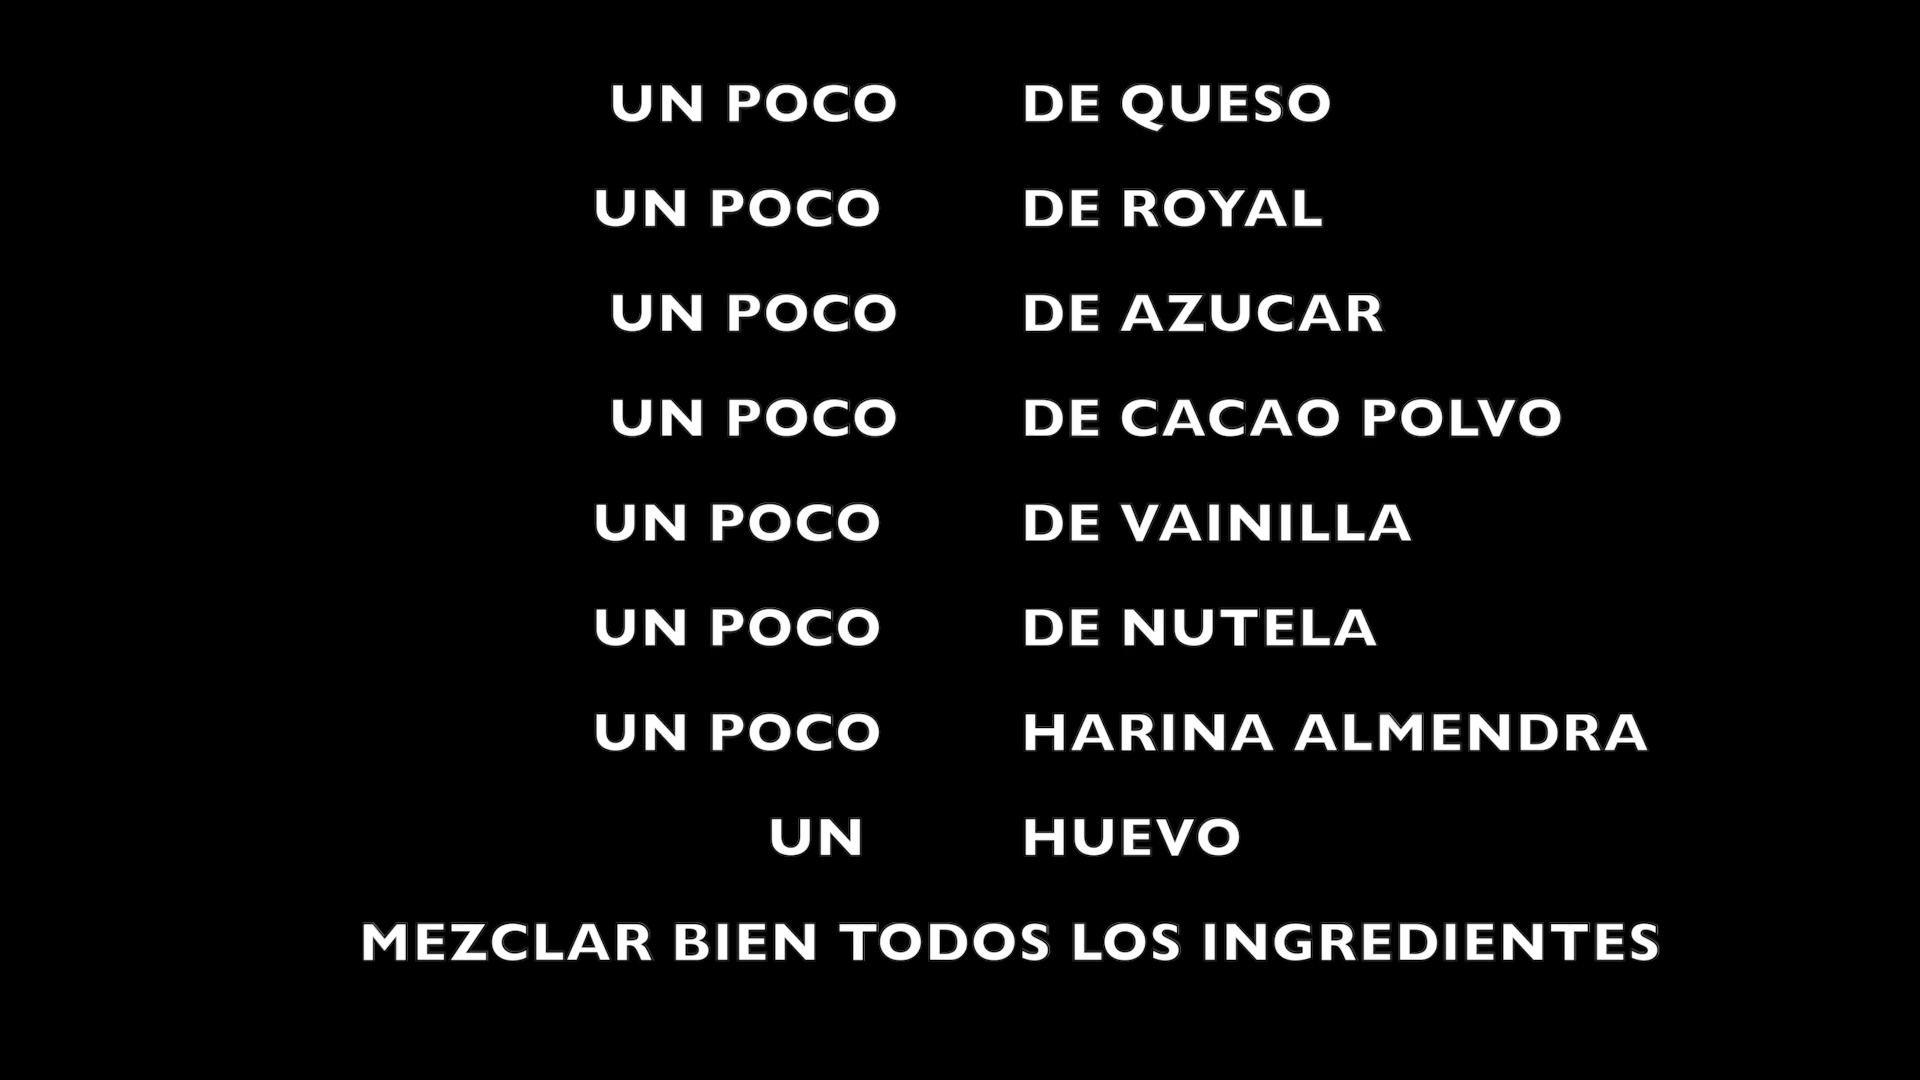 UN POCO DE QUESO
UN POCO DE ROYAL
UN POCO DE AZUCAR
UN POCO DE CACAO POLVO
UN POCO DE VAINILLA
UN POCO DE NUTELA
UN POCO HARINA ALMENDRA
UN HUEVO
MEZCLAR BIEN TODOS LOS INGREDIENTES